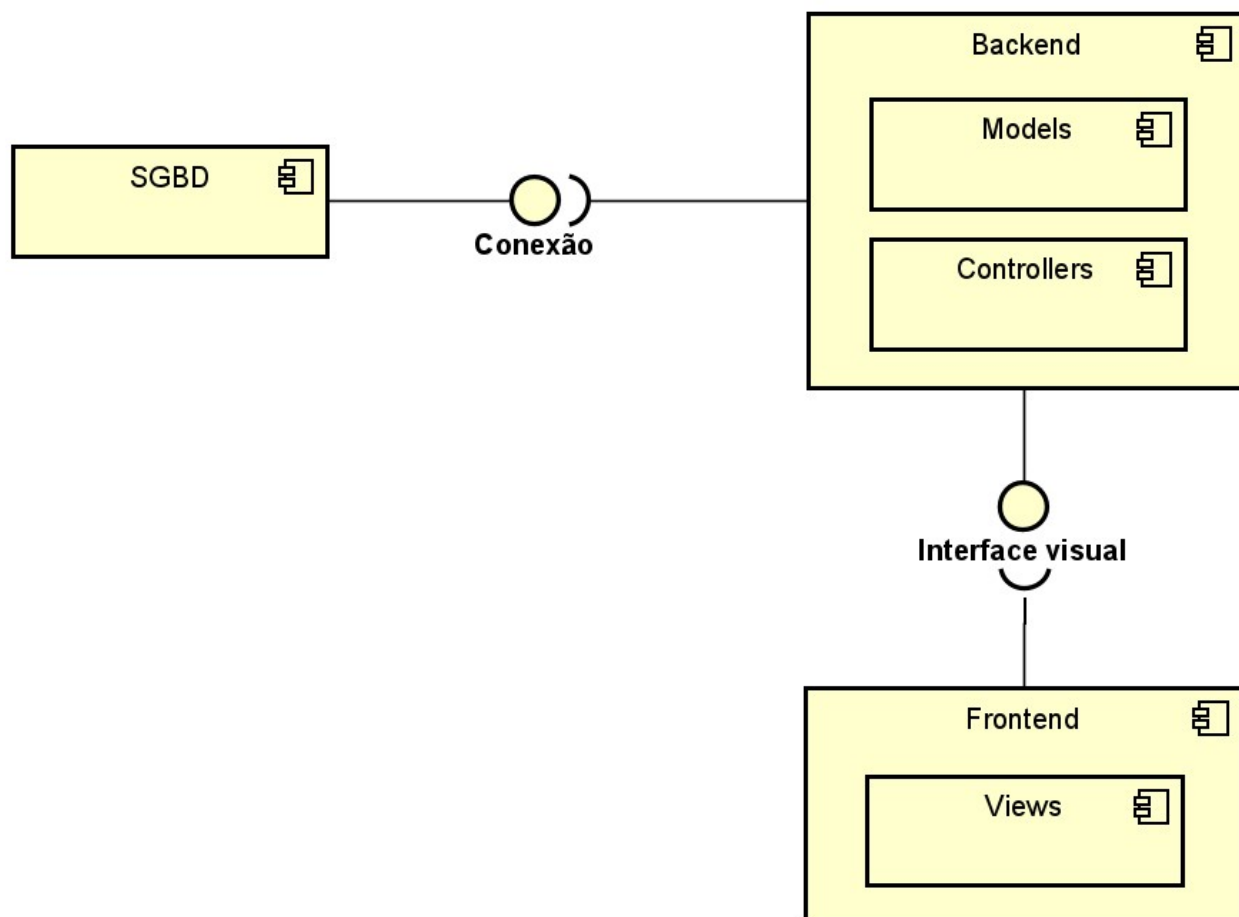 Backend
Models
SGBD
Conexão
Controllers
Interface visual
Frontend
Views